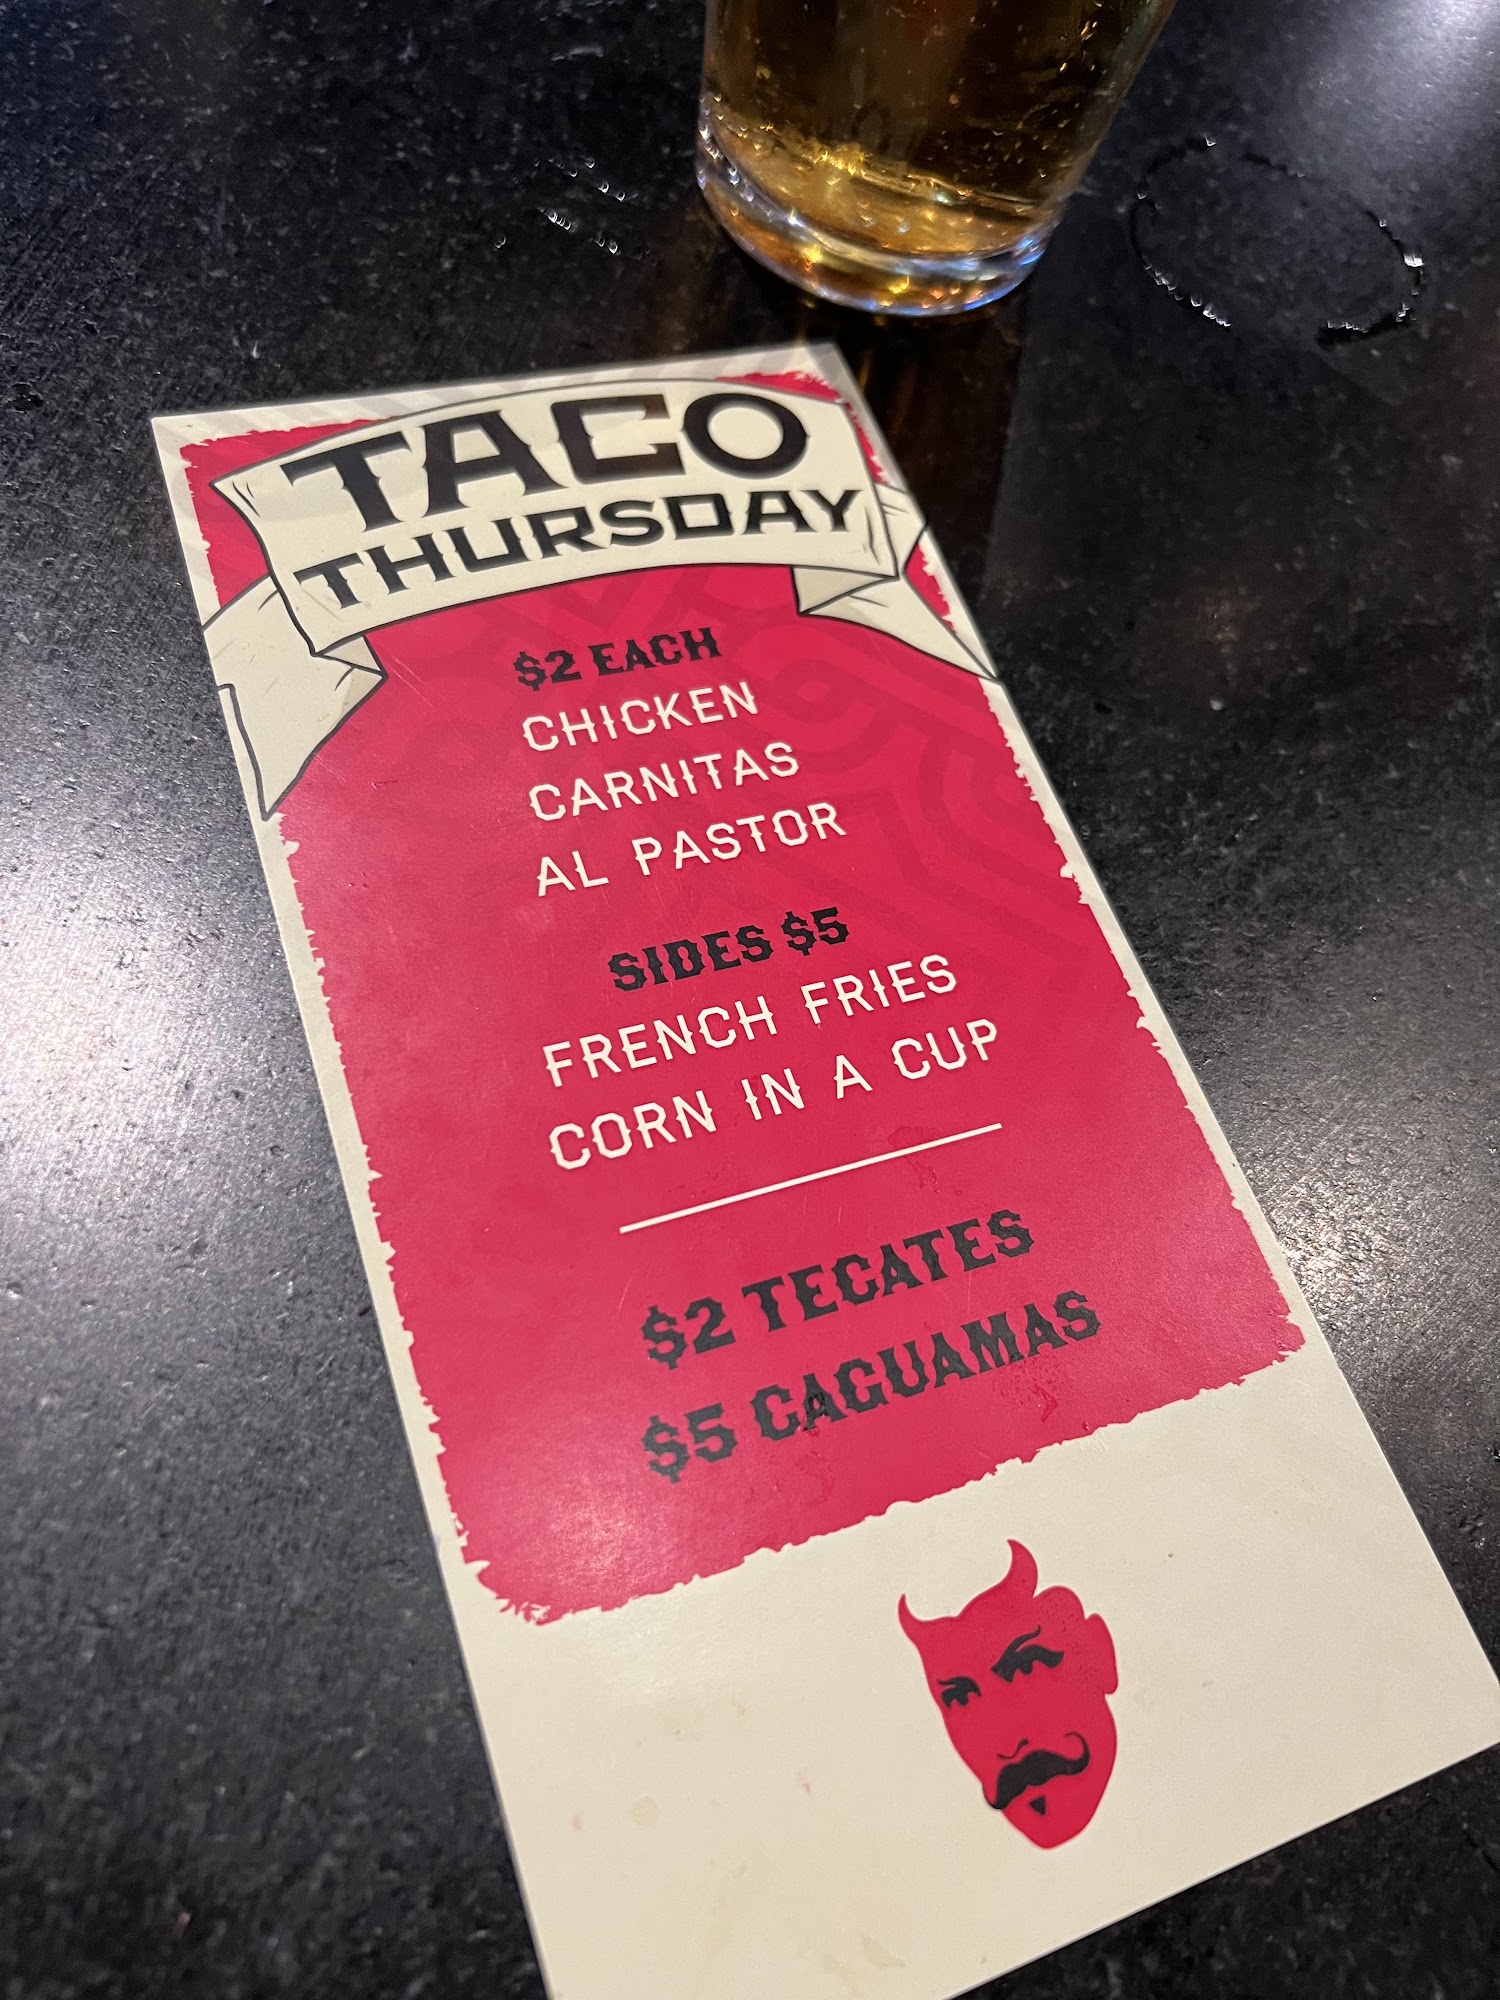 TACO
THURSDAY
$2 EACH
CHICKEN
CARNITAS
AL PASTOR
SIDES $5
FRENCH FRIES
CORN IN A CUP
$2 TECATES
$5 CAGUAMAS